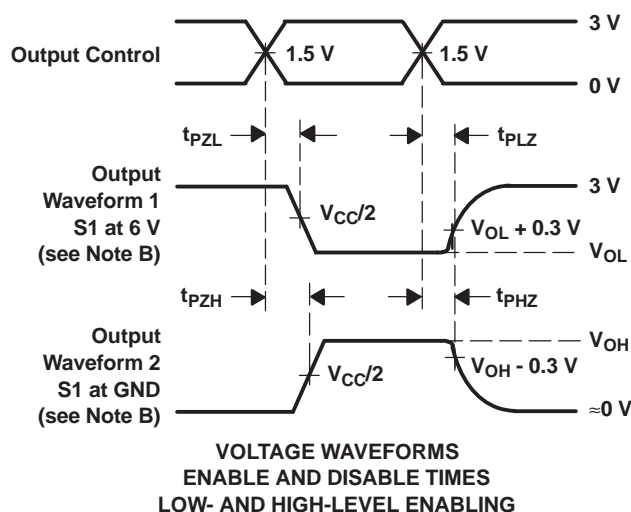 3 V
Output Control
1.5 V
1.5 V
0 V
tPZL
tPLZ
Output
Waveform 1
S1 at 6 V
(see Note B)
3 V
VCC/2
VOL + 0.3 V
VOL
tPZH
tPHZ
Output
Waveform 2
S1 at GND
(see Note B)
VOH
VCC/2
VOH - 0.3 V
≈0 V
VOLTAGE WAVEFORMS
ENABLE AND DISABLE TIMES
LOW- AND HIGH-LEVEL ENABLING